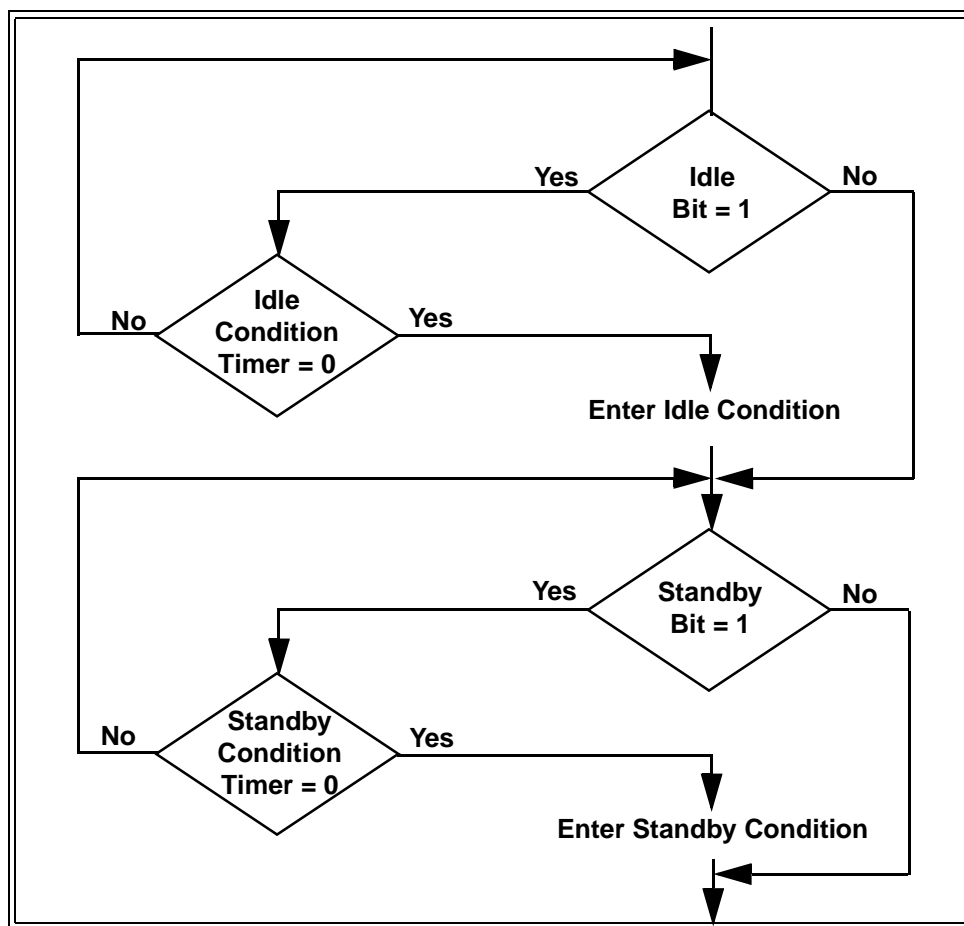 Yes
Idle
Bit = 1
No
No
Idle
Condition
Timer = 0
Yes
Enter Idle Condition
Yes
Standby
Bit = 1
No
No
Standby
Condition
Timer = 0
Yes
Enter Standby Condition